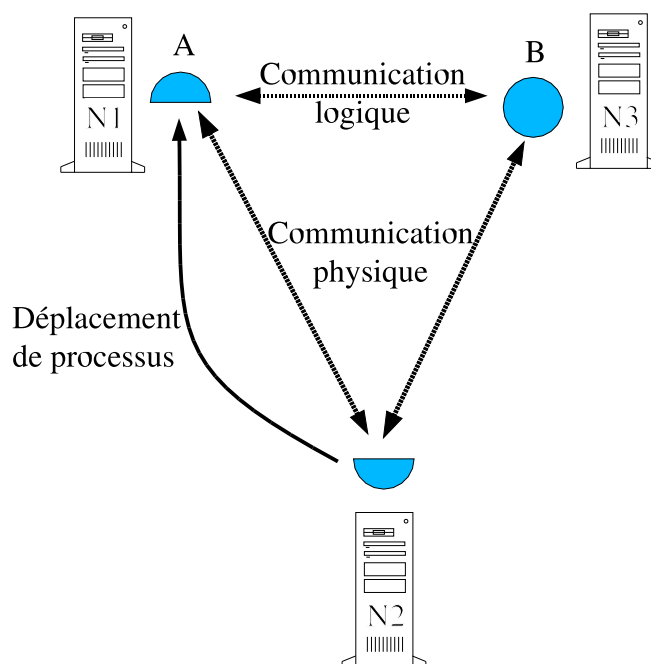 A
B
Communication
logique
N1
N3
Communication
physique
Déplacement
de processus
N2